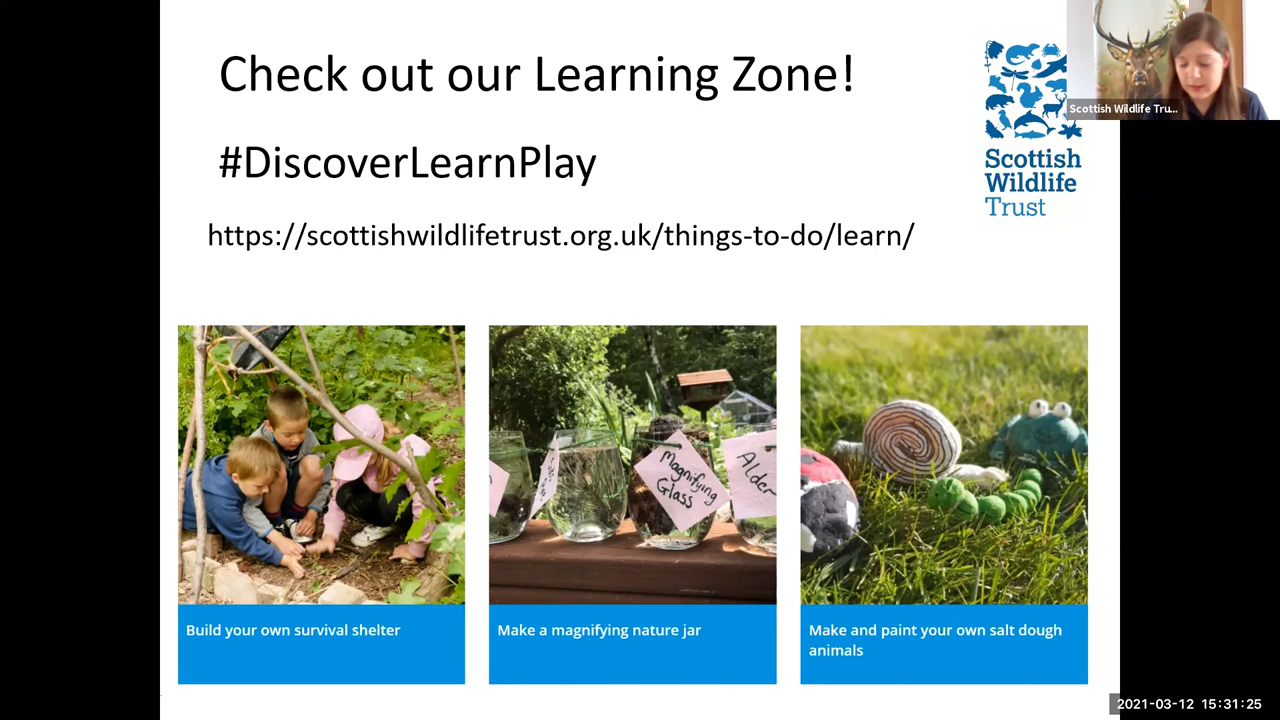 Check out our Learning Zone!
#DiscoverLearnPlay
https://scottishwildlifetrust.org.uk/things-to-do/learn/
Scottish
Wildlife
Trust
Scottish Wildlife Tru...
Magnifying
Glass
Alder
Build your own survival shelter
Make a magnifying nature jar
Make and paint your own salt dough
animals
2021-03-12 15:31:25